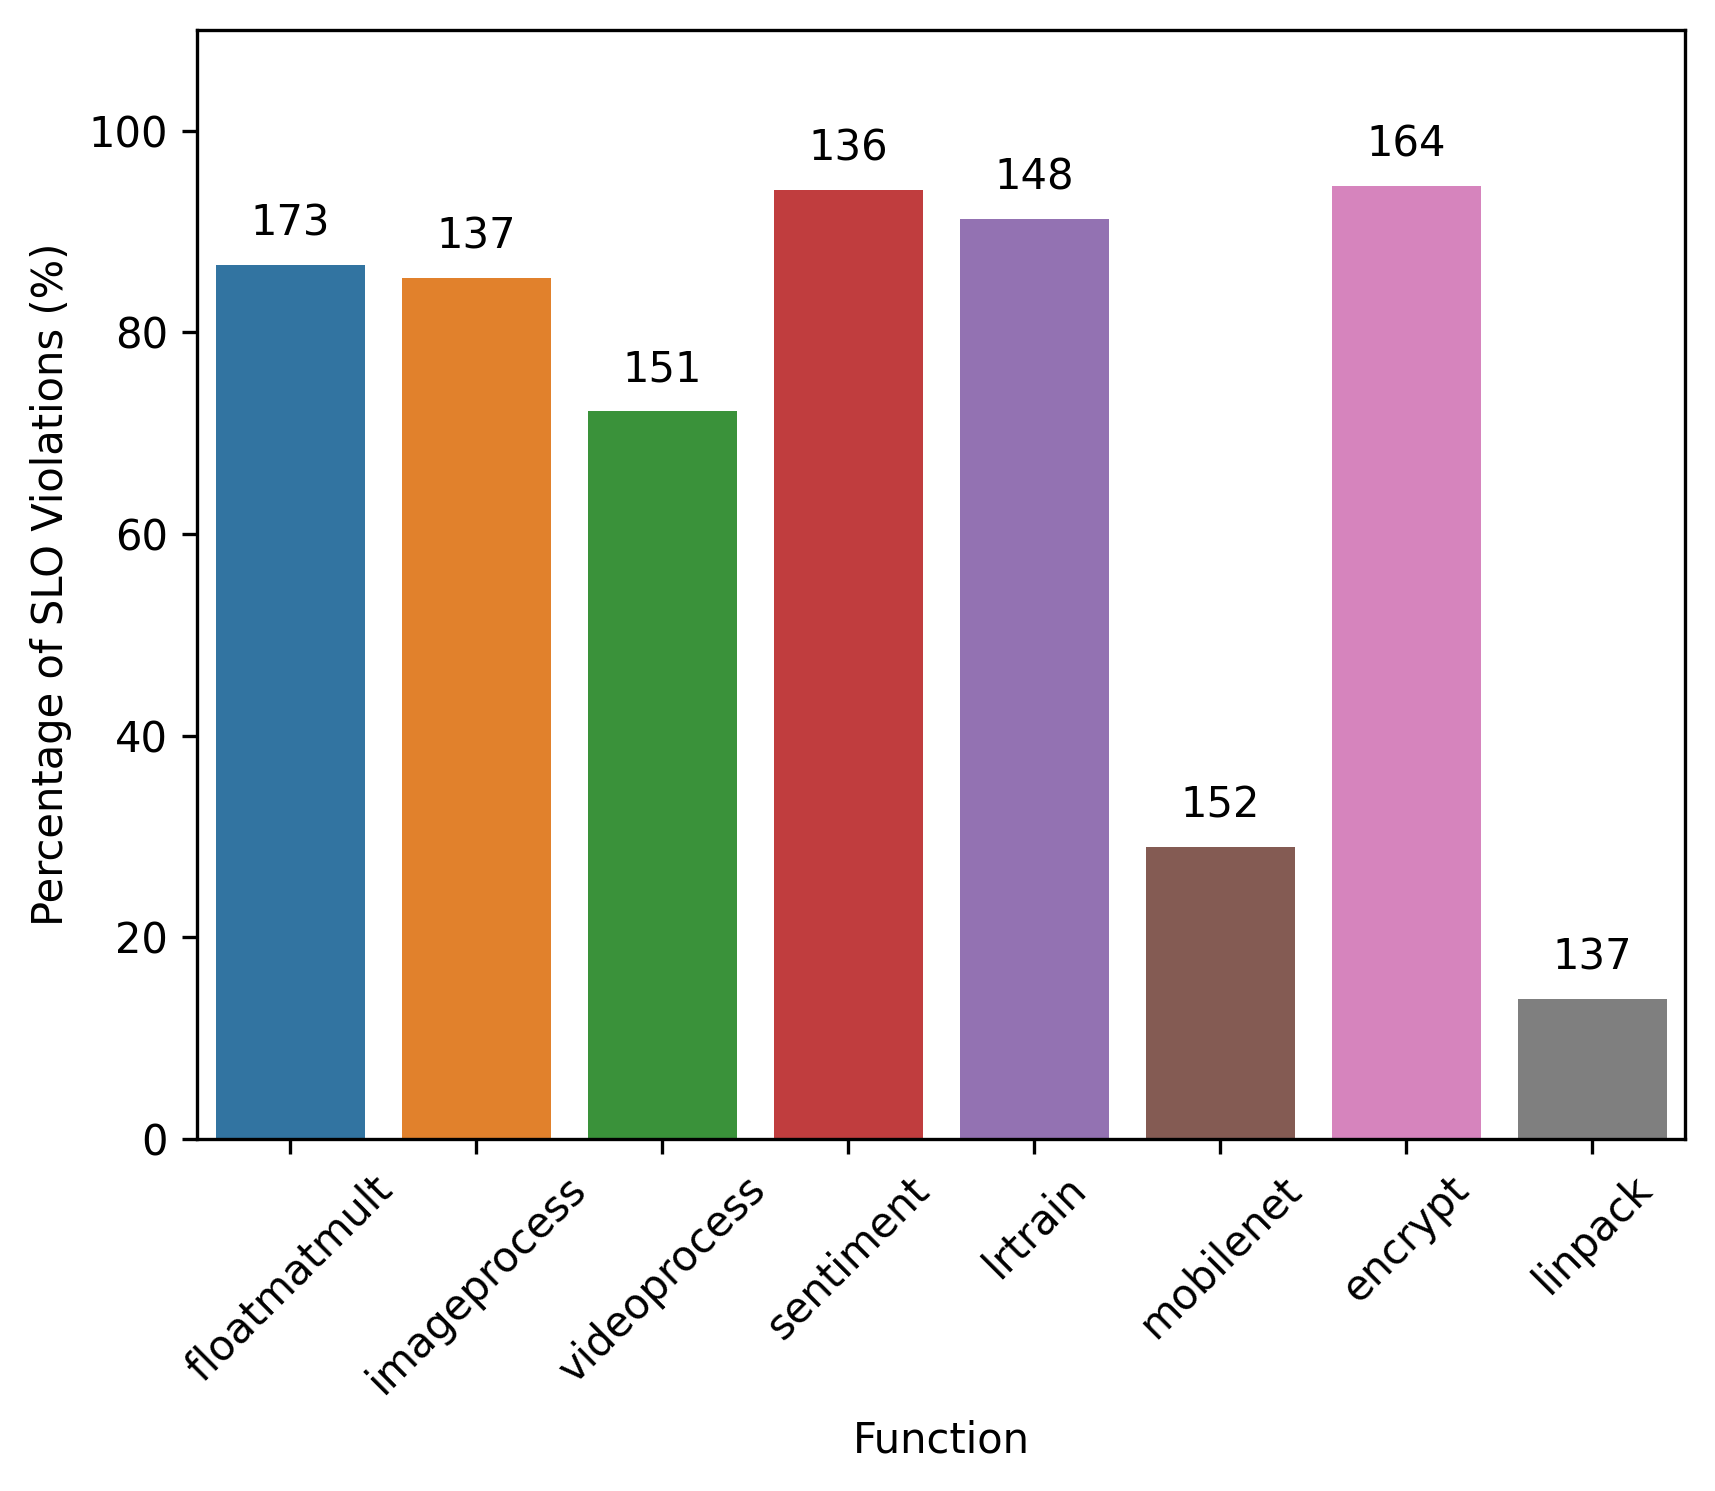 Percentage of SLO Violations (%)
100
80
60
40
20
0
173
137
151
136
148
152
164
137
floatmatmult
imageprocess
videoprocess
sentiment
lrtrain
mobilenet
encrypt
linpack
Function